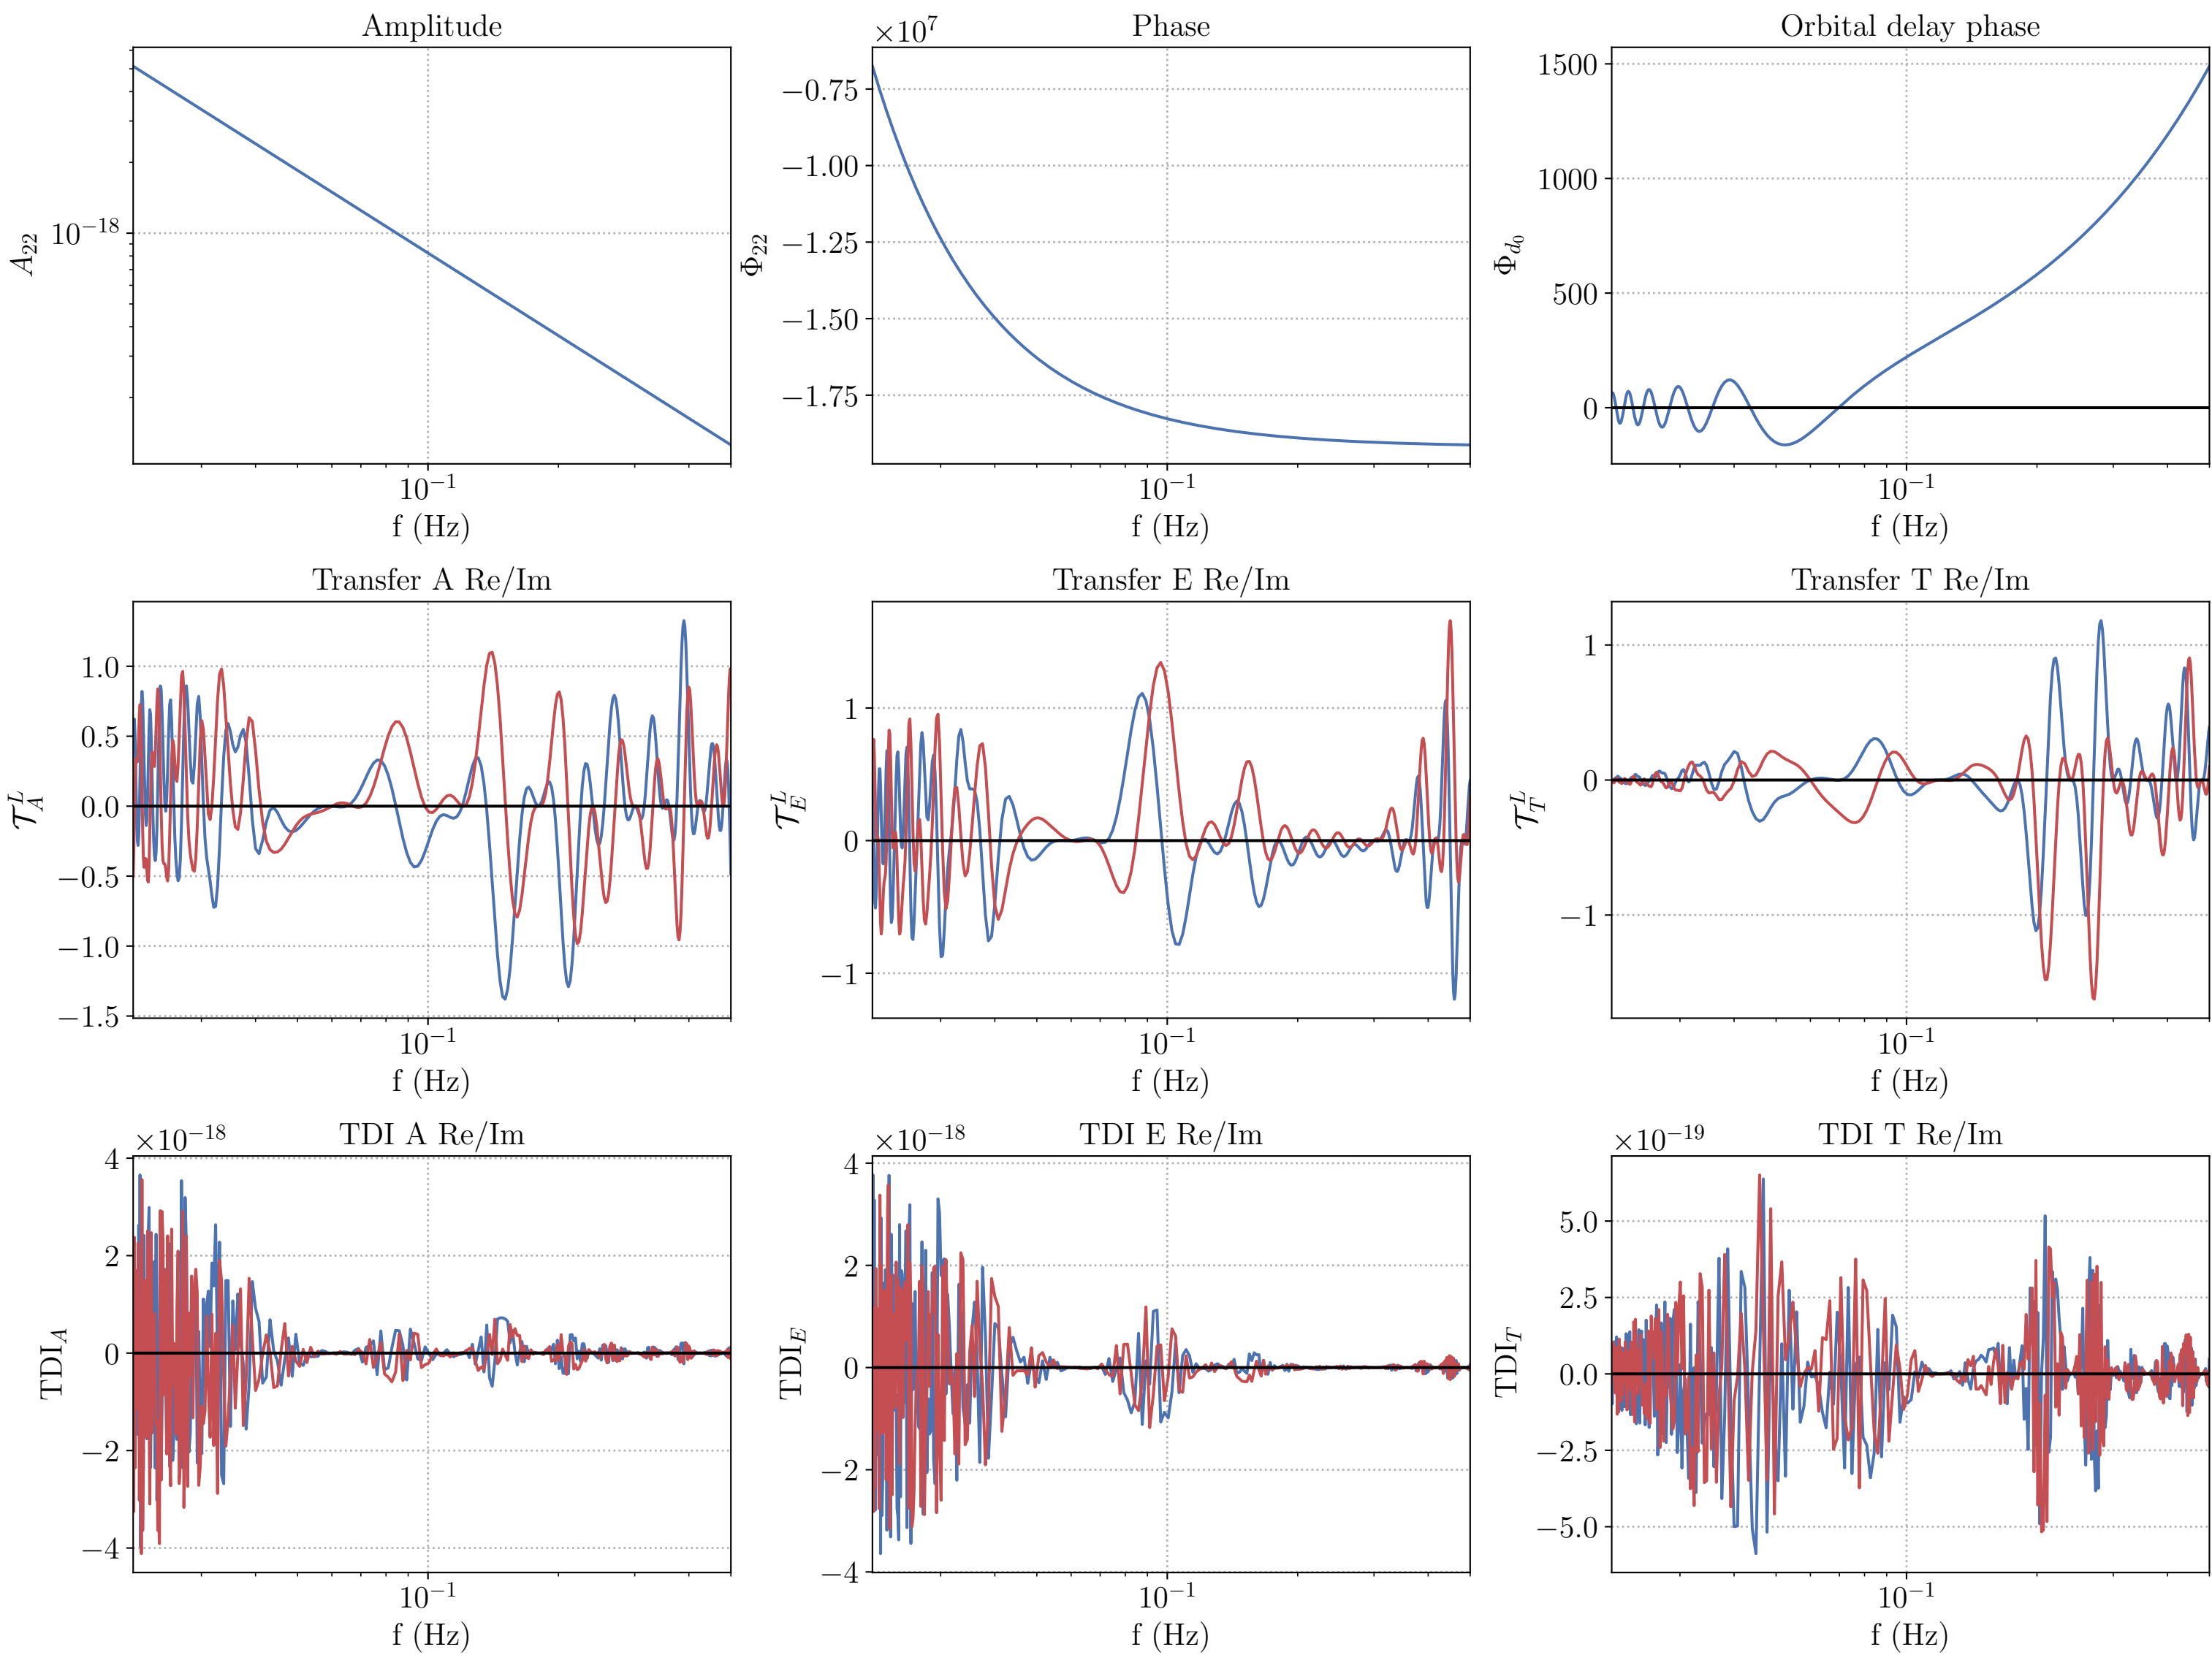 Amplitude
A_{22}
10^{-18}
10^{-1}
f (Hz)
Phase
×10^7
Φ_{22}
−0.75
−1.00
−1.25
−1.50
−1.75
10^{-1}
f (Hz)
Orbital delay phase
Φ_{d_0}
1500
1000
500
0
10^{-1}
f (Hz)
Transfer A Re/Im
𝒯_A^L
1.0
0.5
0.0
−0.5
−1.0
−1.5
10^{-1}
f (Hz)
Transfer E Re/Im
𝒯_E^L
1
0
−1
10^{-1}
f (Hz)
Transfer T Re/Im
𝒯_T^L
1
0
−1
10^{-1}
f (Hz)
TDI A Re/Im
×10^{-18}
TDI_A
4
2
0
−2
−4
10^{-1}
f (Hz)
TDI E Re/Im
×10^{-18}
TDI_E
4
2
0
−2
−4
10^{-1}
f (Hz)
TDI T Re/Im
×10^{-19}
TDI_T
5.0
2.5
0.0
−2.5
−5.0
10^{-1}
f (Hz)